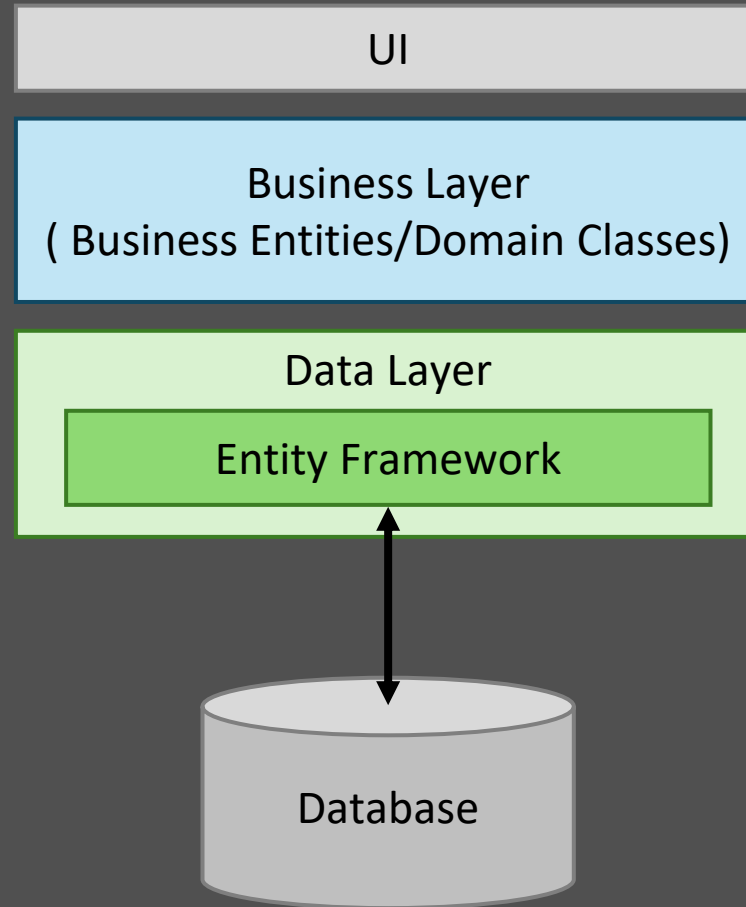 UI
Business Layer
( Business Entities/Domain Classes)
Data Layer
Entity Framework
Database